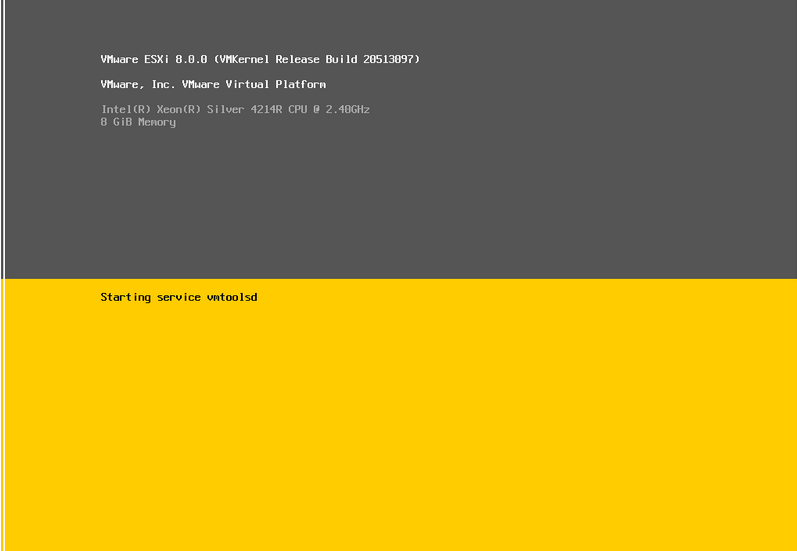 VMware ESXi 8.0.0 (VMKernel Release Build 20513097)
VMware, Inc. VMware Virtual Platform
Intel(R) Xeon(R) Silver 4214R CPU @ 2.40GHz
8 GiB Memory
Starting service vmtoolsd